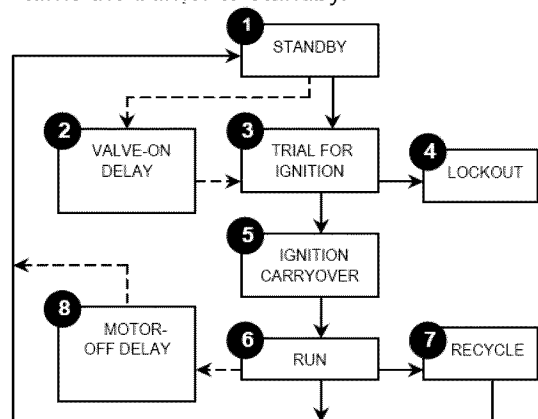 1
STANDBY
2
VALVE-ON
DELAY
3
TRIAL FOR
IGNITION
4
LOCKOUT
5
IGNITION
CARRYOVER
8
MOTOR-
OFF DELAY
6
RUN
7
RECYCLE